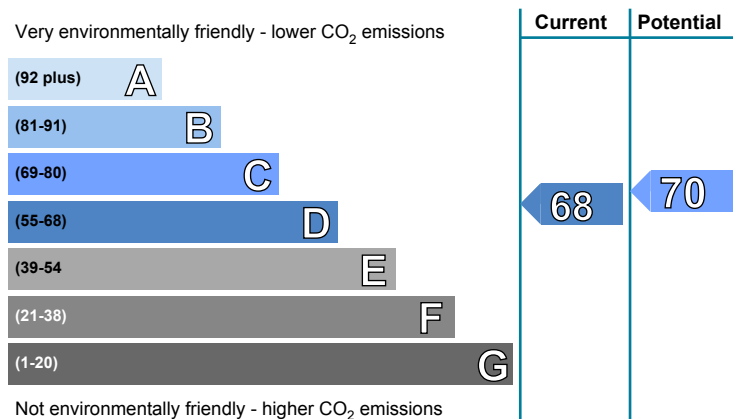 Current Potential
Very environmentally friendly - lower CO2 emissions
(92 plus) A
(81-91) B
(69-80) C
70
(55-68) D
68
(39-54 E
(21-38) F
(1-20) G
Not environmentally friendly - higher CO2 emissions